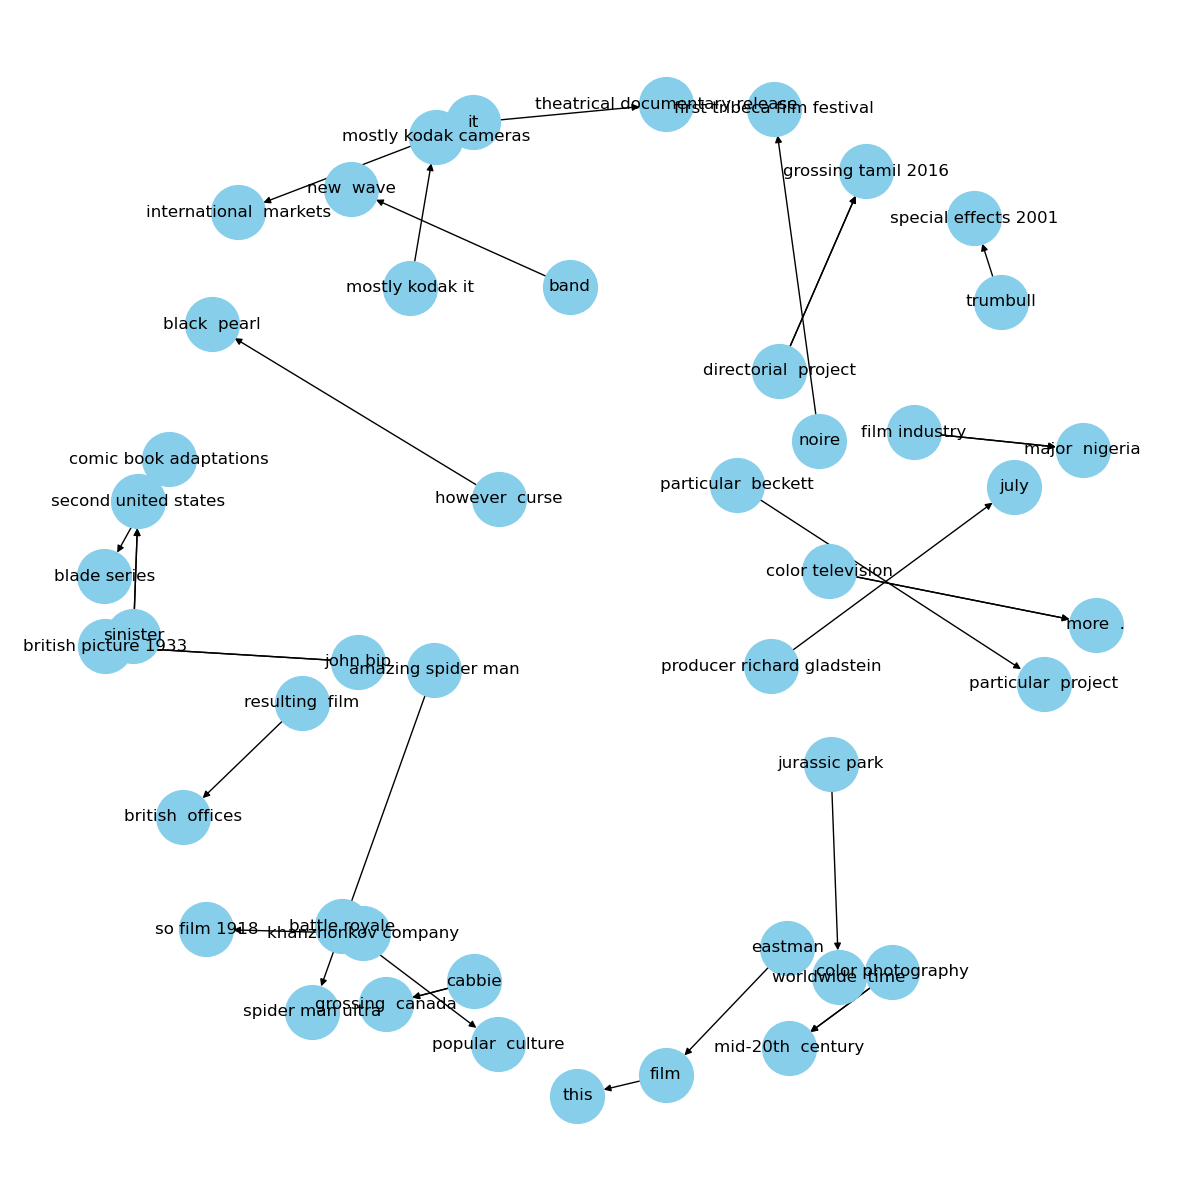 theatrical documentary release
first tribeca film festival
it
mostly kodak cameras
grossing tamil 2016
new  wave
international  markets
special effects 2001
mostly kodak it
band
trumbull
black  pearl
directorial  project
noire
film industry
major  nigeria
comic book adaptations
particular  beckett
july
second united states
however  curse
blade series
color television
more  .
sinister
british picture 1933
john bip
amazing spider man
producer richard gladstein
particular  project
resulting  film
jurassic park
british  offices
battle royale
so film 1918
khanzhonkov company
eastman
color photography
worldwide  time
cabbie
grossing  canada
spider man ultra
popular  culture
mid-20th  century
film
this